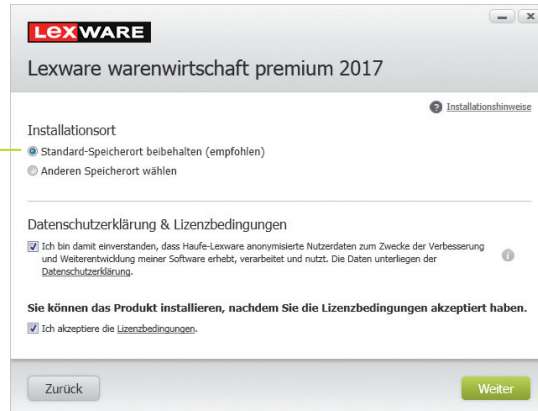 LEXWARE
Lexware warenwirtschaft premium 2017
Installationshinweise
Installationsort
Standard-Speicherort beibehalten (empfohlen)
Anderen Speicherort wählen
Datenschutzerklärung & Lizenzbedingungen
Ich bin damit einverstanden, dass Haufe-Lexware anonymisierte Nutzerdaten zum Zwecke der Verbesserung
und Weiterentwicklung meiner Software erhebt, verarbeitet und nutzt. Die Daten unterliegen der
Datenschutzerklärung.
Sie können das Produkt installieren, nachdem Sie die Lizenzbedingungen akzeptiert haben.
Ich akzeptiere die Lizenzbedingungen.
Zurück
Weiter